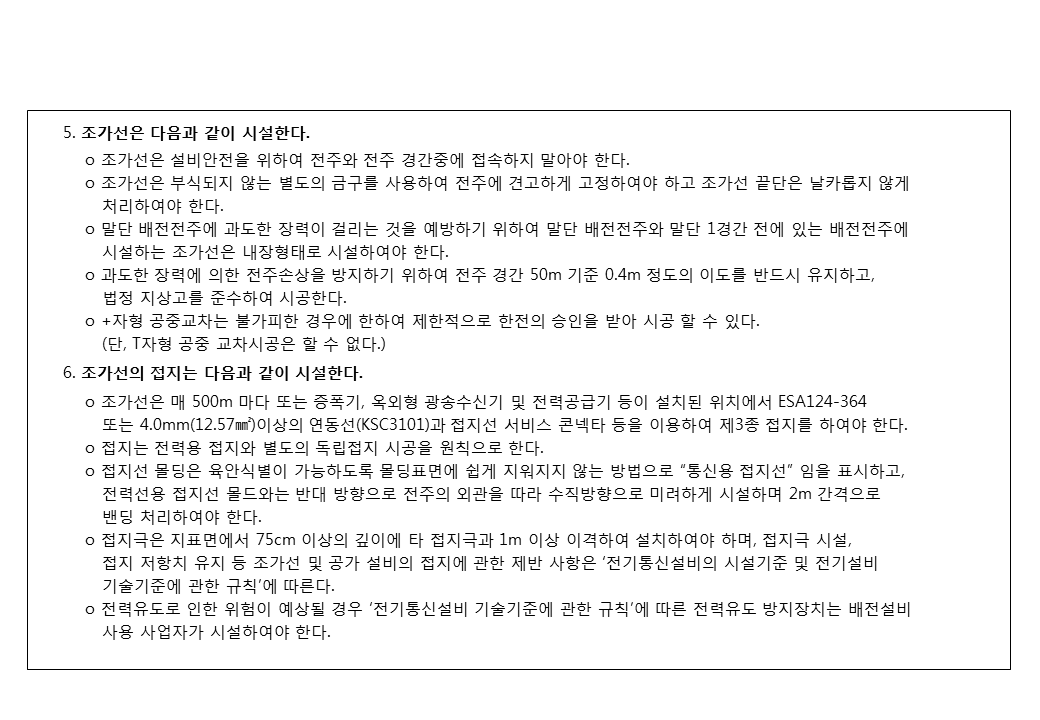 5. 조가선은 다음과 같이 시설한다.
o 조가선은 설비안전을 위하여 전주와 전주 경간중에 접속하지 말아야 한다.
o 조가선은 부식되지 않는 별도의 금구를 사용하여 전주에 견고하게 고정하여야 하고 조가선 끝단은 날카롭지 않게
처리하여야 한다.
o 말단 배전전주에 과도한 장력이 걸리는 것을 예방하기 위하여 말단 배전전주와 말단 1경간 전에 있는 배전전주에
시설하는 조가선은 내장형태로 시설하여야 한다.
o 과도한 장력에 의한 전주손상을 방지하기 위하여 전주 경간 50m 기준 0.4m 정도의 이도를 반드시 유지하고,
법정 지상고를 준수하여 시공한다.
o +자형 공중교차는 불가피한 경우에 한하여 제한적으로 한전의 승인을 받아 시공 할 수 있다.
(단, T자형 공중 교차시공은 할 수 없다.)
6. 조가선의 접지는 다음과 같이 시설한다.
o 조가선은 매 500m 마다 또는 증폭기, 옥외형 광송수신기 및 전력공급기 등이 설치된 위치에서 ESA124-364
또는 4.0mm(12.57㎟)이상의 연동선(KSC3101)과 접지선 서비스 콘넥타 등을 이용하여 제3종 접지를 하여야 한다.
o 접지는 전력용 접지와 별도의 독립접지 시공을 원칙으로 한다.
o 접지선 몰딩은 육안식별이 가능하도록 몰딩표면에 쉽게 지워지지 않는 방법으로 “통신용 접지선” 임을 표시하고,
전력선용 접지선 몰드와는 반대 방향으로 전주의 외관을 따라 수직방향으로 미려하게 시설하며 2m 간격으로
밴딩 처리하여야 한다.
o 접지극은 지표면에서 75cm 이상의 깊이에 타 접지극과 1m 이상 이격하여 설치하여야 하며, 접지극 시설,
접지 저항치 유지 등 조가선 및 공가 설비의 접지에 관한 제반 사항은 ‘전기통신설비의 시설기준 및 전기설비
기술기준에 관한 규칙’에 따른다.
o 전력유도로 인한 위험이 예상될 경우 ‘전기통신설비 기술기준에 관한 규칙’에 따른 전력유도 방지장치는 배전설비
사용 사업자가 시설하여야 한다.